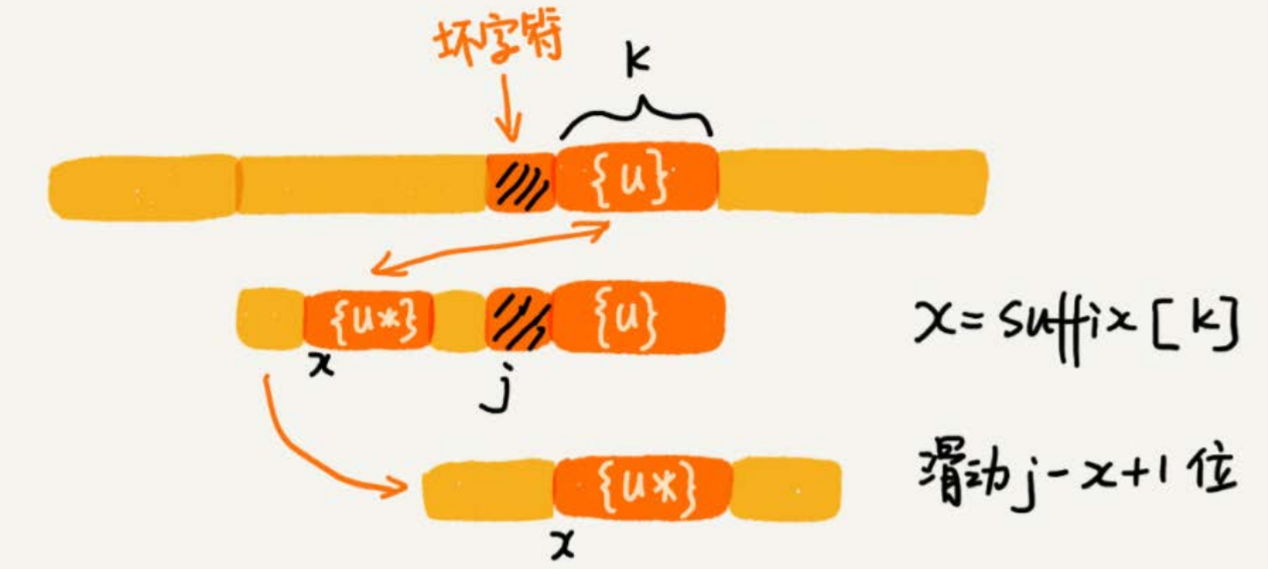 坏字符
k
{u}
{u*} {u}
x j
x=suffix[k]
滑动j-x+1位
{u*}
x